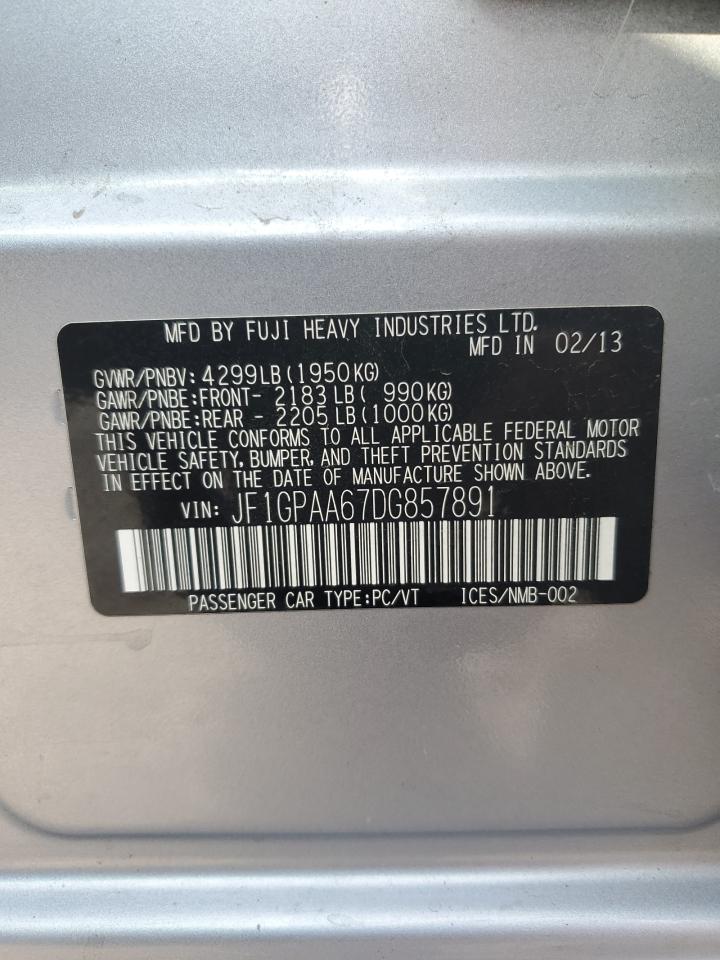 MFD BY FUJI HEAVY INDUSTRIES LTD.
MFD IN 02/13
GVWR/PNBV: 4299LB(1950KG)
GAWR/PNBE:FRONT- 2183 LB( 990KG)
GAWR/PNBE:REAR - 2205 LB(1000KG)
THIS VEHICLE CONFORMS TO ALL APPLICABLE FEDERAL MOTOR
VEHICLE SAFETY, BUMPER, AND THEFT PREVENTION STANDARDS
IN EFFECT ON THE DATE OF MANUFACTURE SHOWN ABOVE.
VIN: JF1GPAA67DG857891
PASSENGER CAR TYPE:PC/VT ICES/NMB-002